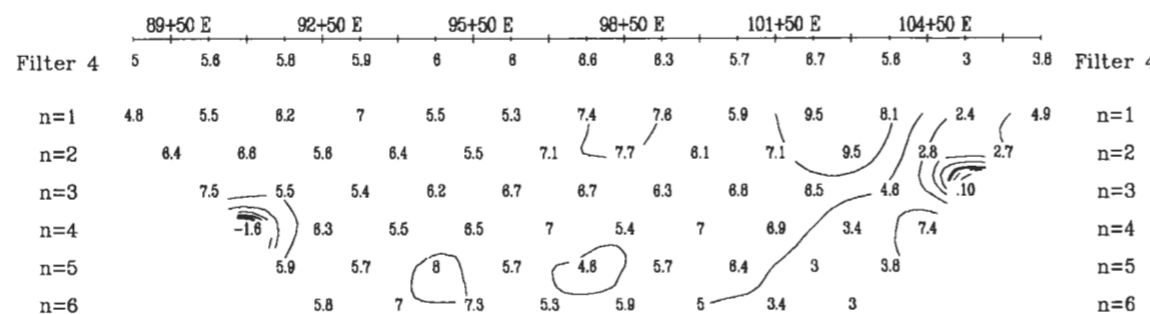 89+50 E 92+50 E 95+50 E 98+50 E 101+50 E 104+50 E
Filter 4 5 5.6 5.8 5.9 6 6 6.6 6.3 5.7 6.7 5.6 3 3.8 Filter 4
n=1 4.8 5.5 6.2 7 5.5 5.3 7.4 7.6 5.9 9.5 8.1 2.4 4.9 n=1
n=2 6.4 6.6 5.6 6.4 5.5 7.1 7.7 6.1 7.1 9.5 2.8 2.7 n=2
n=3 7.5 5.5 5.4 6.2 6.7 6.7 6.3 6.8 6.5 4.6 .10 n=3
n=4 -1.6 6.3 5.5 6.5 7 5.4 7 6.9 3.4 7.4 n=4
n=5 5.9 5.7 8 5.7 4.6 5.7 6.4 3 3.8 n=5
n=6 5.8 7 7.3 5.3 5.9 5 3.4 3 n=6